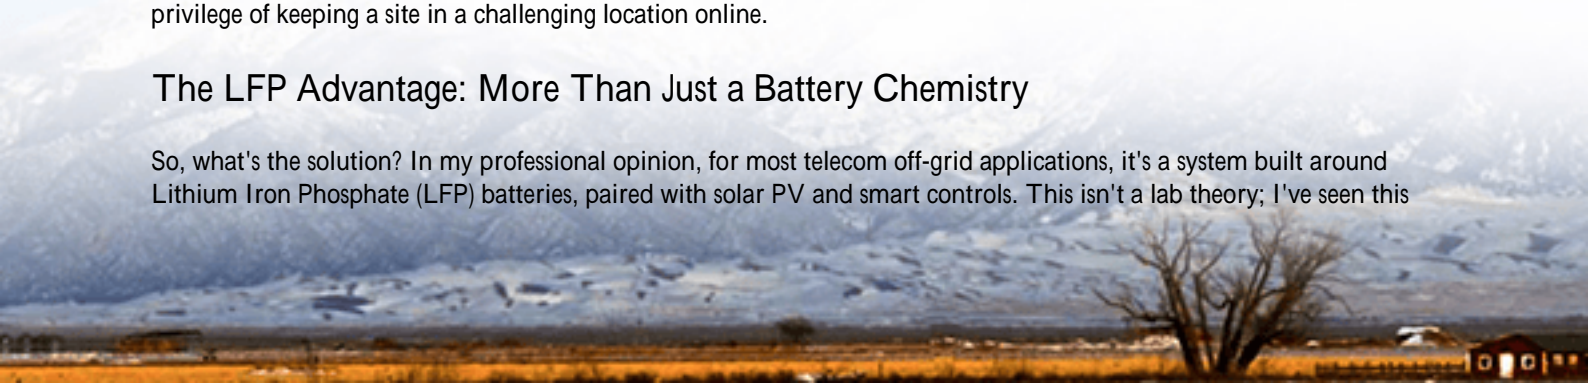 privilege of keeping a site in a challenging location online.
The LFP Advantage: More Than Just a Battery Chemistry
So, what's the solution? In my professional opinion, for most telecom off-grid applications, it's a system built around
Lithium Iron Phosphate (LFP) batteries, paired with solar PV and smart controls. This isn't a lab theory; I've seen this